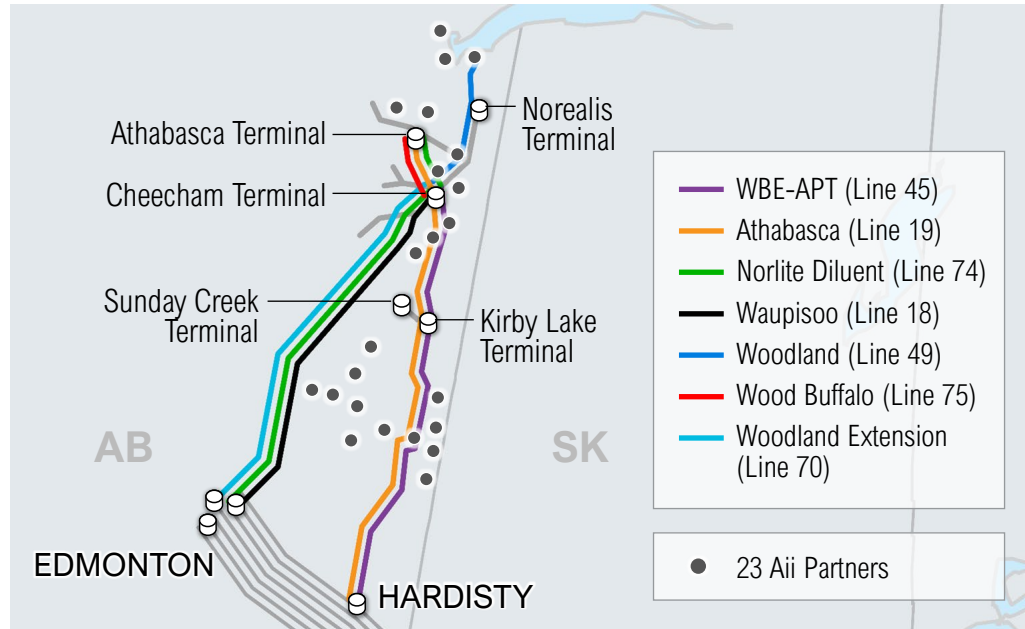 Norealis
Terminal
Athabasca Terminal
Cheecham Terminal
Sunday Creek
Terminal
Kirby Lake
Terminal
AB
SK
EDMONTON
HARDISTY
WBE-APT (Line 45)
Athabasca (Line 19)
Norlite Diluent (Line 74)
Waupisoo (Line 18)
Woodland (Line 49)
Wood Buffalo (Line 75)
Woodland Extension
(Line 70)
23 Aii Partners